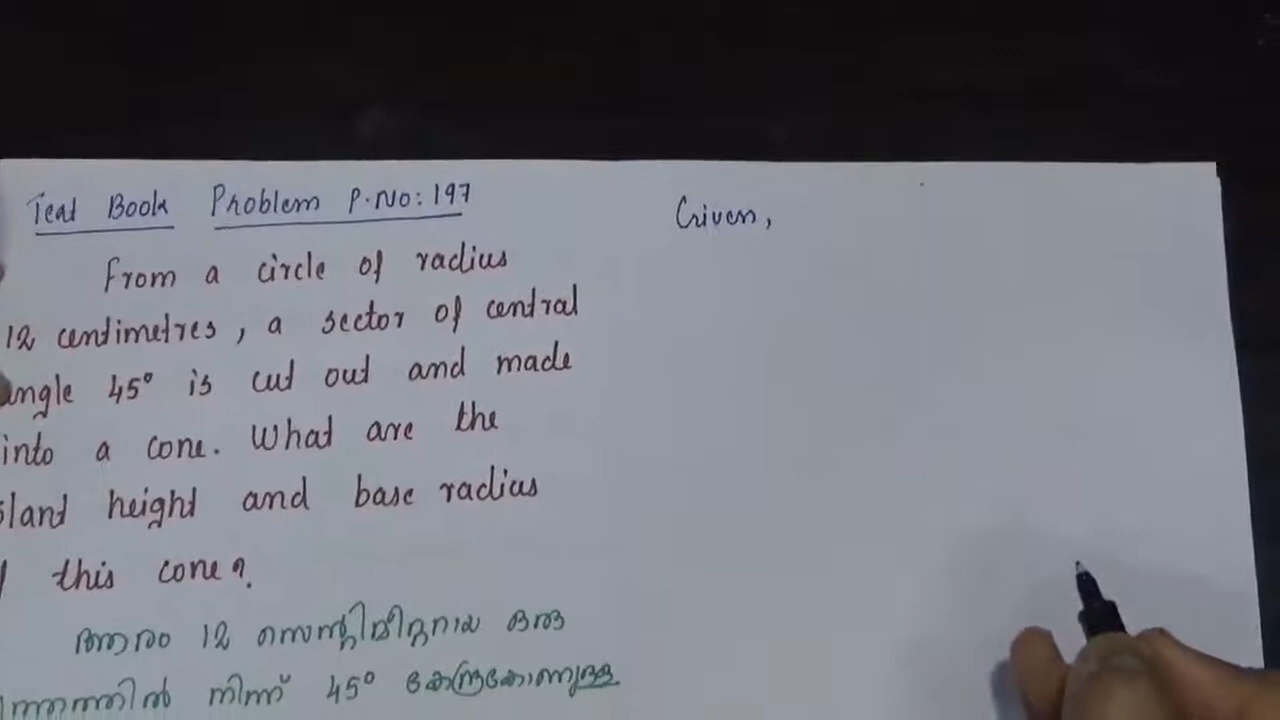 Text Book Problem P.No: 197
From a circle of radius
12 centimetres, a sector of central
angle 45° is cut out and made
into a cone. What are the
slant height and base radius
this cone?
ആരം 12 സെന്റിമീറ്ററായ ഒരു
നിന്ന് 45° കേന്ദ്രകോണുള്ള
Given,